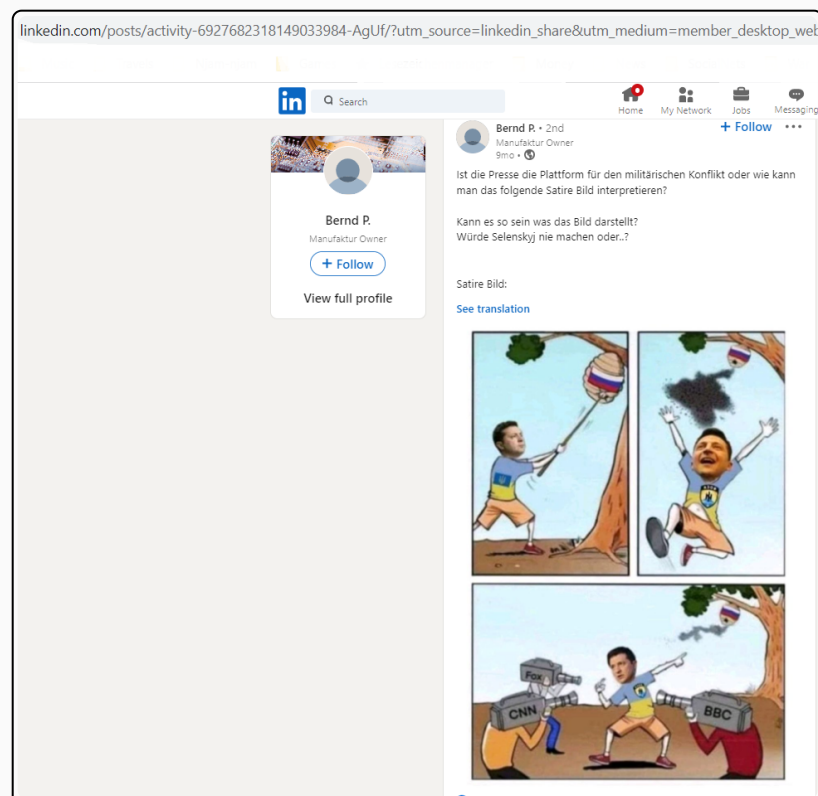 linkedin.com/posts/activity-6927682318149033984-AgUf/?utm_source=linkedin_share&utm_medium=member_desktop_web
in
Search
Home
My Network
Jobs
Messaging
Bernd P.
Manufaktur Owner
+ Follow
View full profile
Bernd P. • 2nd
+ Follow
Manufaktur Owner
9mo •
Ist die Presse die Plattform für den militärischen Konflikt oder wie kann
man das folgende Satire Bild interpretieren?
Kann es so sein was das Bild darstellt?
Würde Selenskyj nie machen oder..?
Satire Bild:
See translation
Fox
CNN
BBC